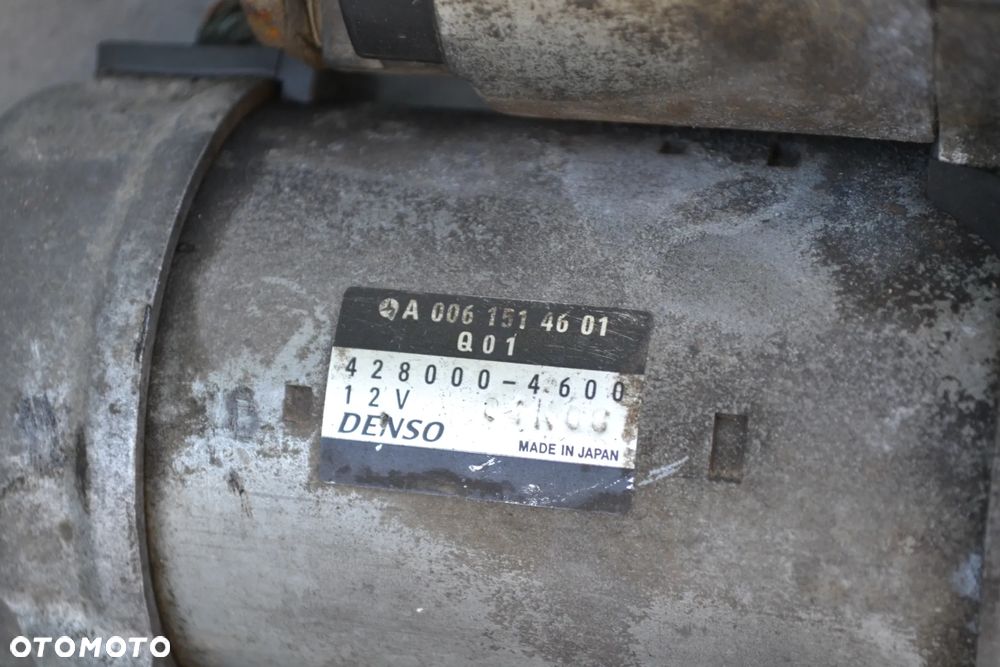 A 006 151 46 01
Q01
428000-4600
12V
DENSO
MADE IN JAPAN
OTOMOTO